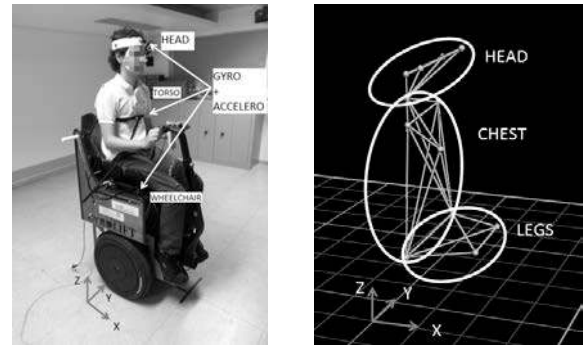 HEAD
GYRO
+
ACCELERO
TORSO
WHEELCHAIR
Z
Y
X
HEAD
CHEST
LEGS
Z
Y
X